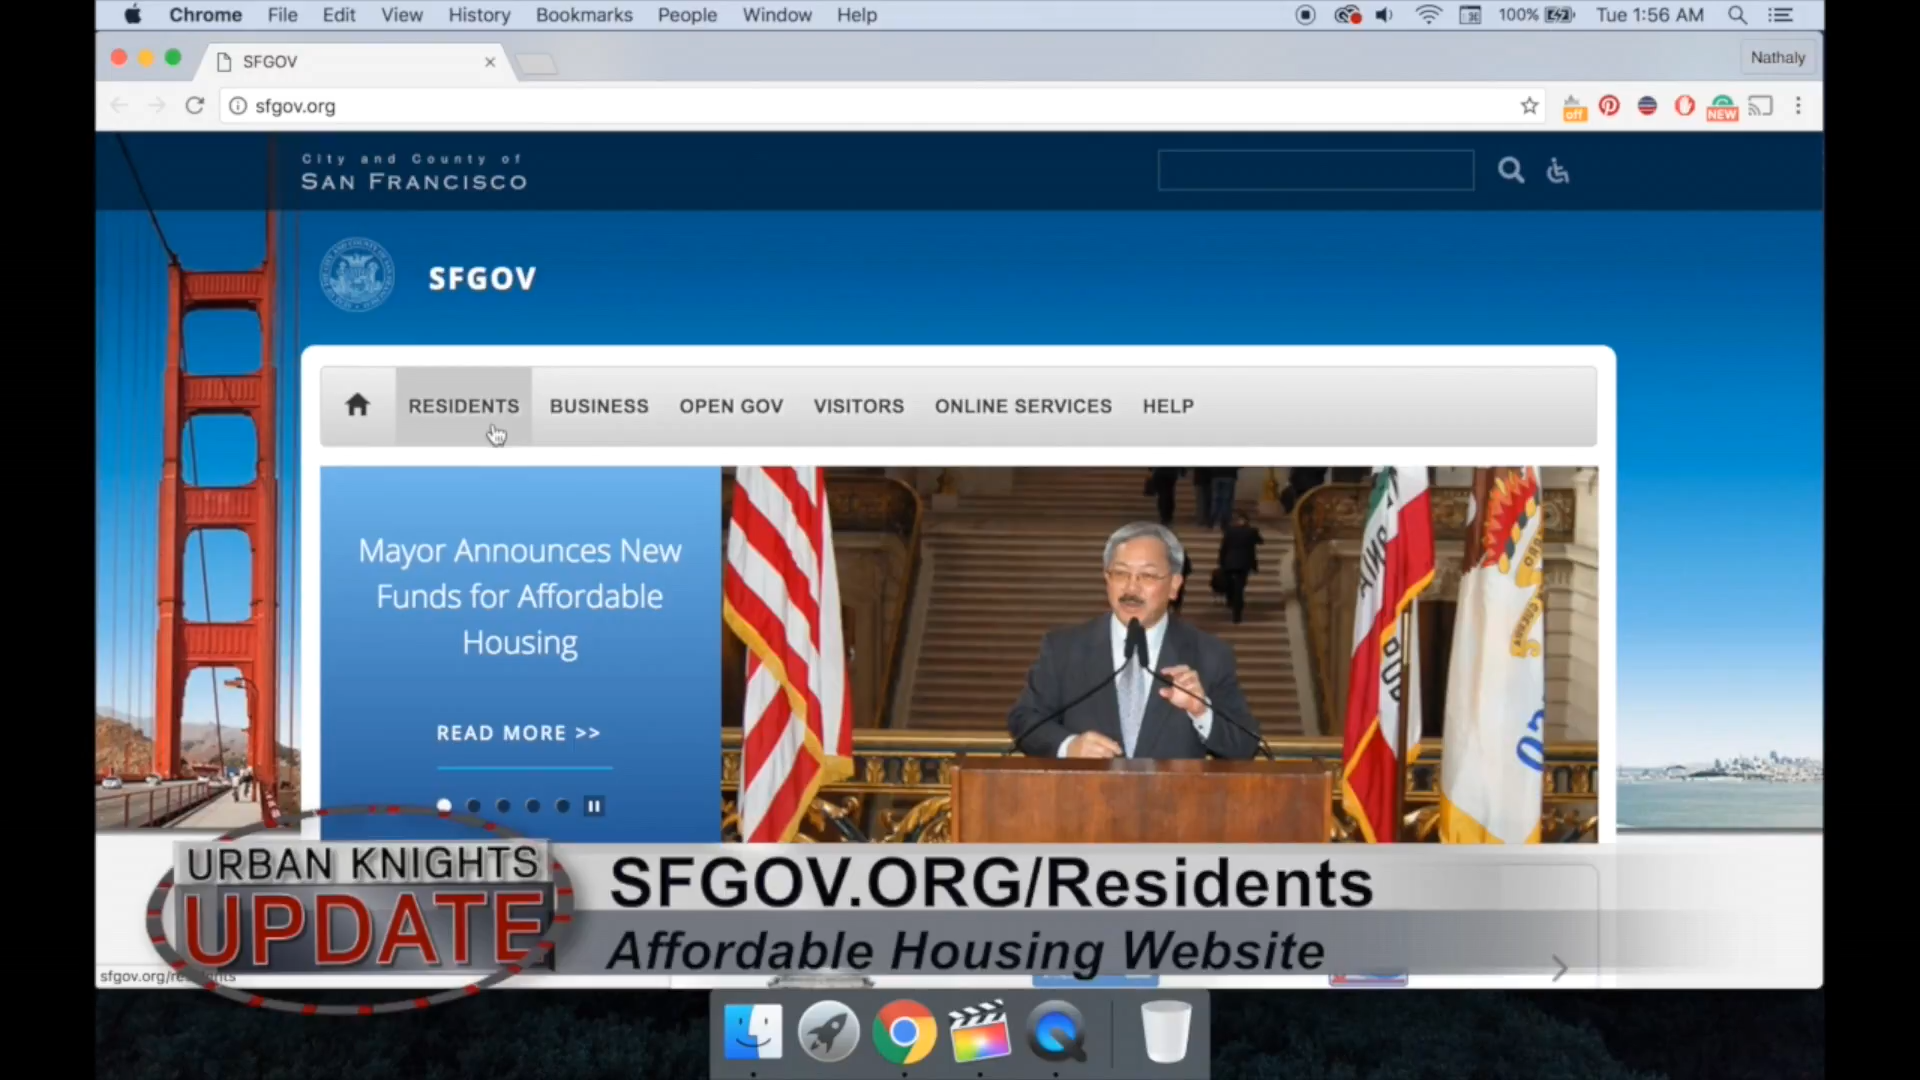 Chrome File Edit View History Bookmarks People Window Help 100% Tue 1:56 AM
SFGOV
Nathaly
sfgov.org
off
NEW
City and County of
SAN FRANCISCO
SFGOV
RESIDENTS BUSINESS OPEN GOV VISITORS ONLINE SERVICES HELP
Mayor Announces New
Funds for Affordable
Housing
READ MORE >>
URBAN KNIGHTS
UPDATE
SFGOV.ORG/Residents
Affordable Housing Website